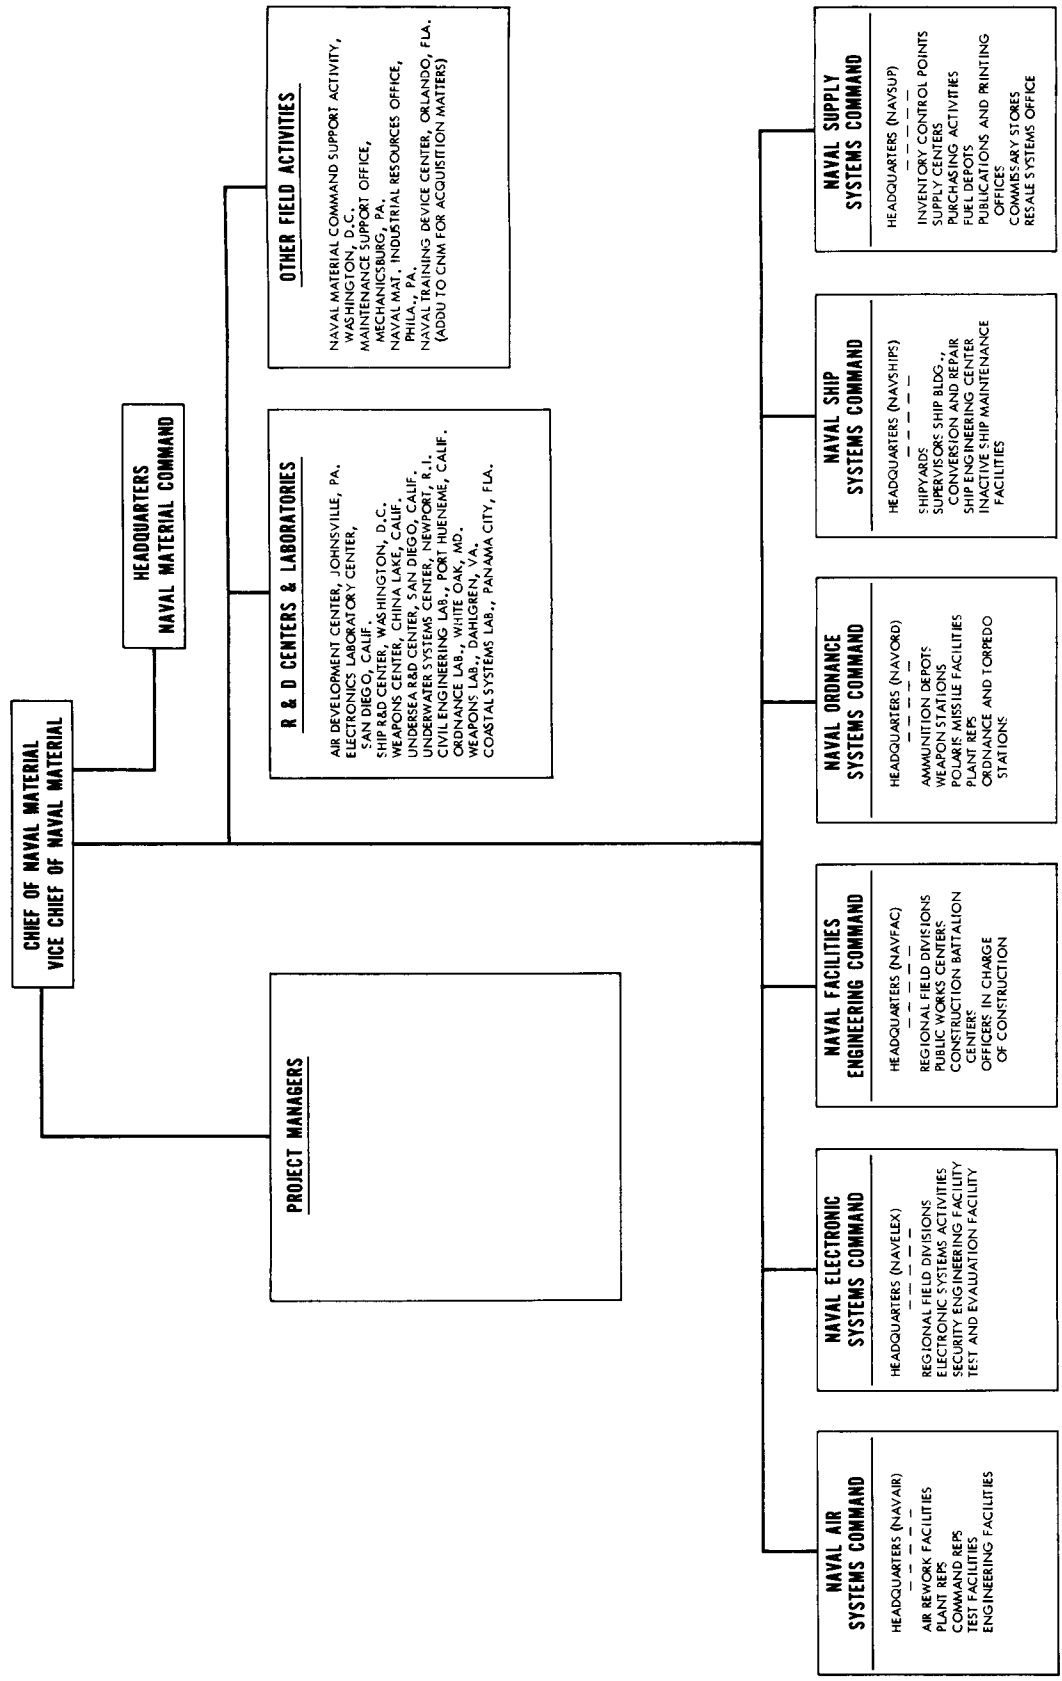 CHIEF OF NAVAL MATERIAL
VICE CHIEF OF NAVAL MATERIAL
HEADQUARTERS
NAVAL MATERIAL COMMAND
PROJECT MANAGERS
R & D CENTERS & LABORATORIES
AIR DEVELOPMENT CENTER, JOHNSVILLE, PA.
ELECTRONICS LABORATORY CENTER,
SAN DIEGO, CALIF.
SHIP R&D CENTER, WASHINGTON, D.C.
WEAPONS CENTER, CHINA LAKE, CALIF.
UNDERSEA R&D CENTER, SAN DIEGO, CALIF.
UNDERWATER SYSTEMS CENTER, NEWPORT, R.I.
CIVIL ENGINEERING LAB., PORT HUENEME, CALIF.
ORDNANCE LAB., WHITE OAK, MD.
WEAPONS LAB., DAHLGREN, VA.
COASTAL SYSTEMS LAB., PANAMA CITY, FLA.
OTHER FIELD ACTIVITIES
NAVAL MATERIAL COMMAND SUPPORT ACTIVITY,
WASHINGTON, D.C.
MAINTENANCE SUPPORT OFFICE,
MECHANICSBURG, PA.
NAVAL MAT. INDUSTRIAL RESOURCES OFFICE,
PHILA., PA.
NAVAL TRAINING DEVICE CENTER, ORLANDO, FLA.
(ADDU TO CNM FOR ACQUISITION MATTERS)
NAVAL AIR
SYSTEMS COMMAND
HEADQUARTERS (NAVAIR)
AIR REWORK FACILITIES
PLANT REPS
COMMAND REPS
TEST FACILITIES
ENGINEERING FACILITIES
NAVAL ELECTRONIC
SYSTEMS COMMAND
HEADQUARTERS (NAVELEX)
REGIONAL FIELD DIVISIONS
ELECTRONIC SYSTEMS ACTIVITIES
SECURITY ENGINEERING FACILITY
TEST AND EVALUATION FACILITY
NAVAL FACILITIES
ENGINEERING COMMAND
HEADQUARTERS (NAVFAC)
REGIONAL FIELD DIVISIONS
PUBLIC WORKS CENTERS
CONSTRUCTION BATTALION
CENTERS
OFFICERS IN CHARGE
OF CONSTRUCTION
NAVAL ORDNANCE
SYSTEMS COMMAND
HEADQUARTERS (NAVORD)
AMMUNITION DEPOTS
WEAPON STATIONS
POLARIS MISSILE FACILITIES
PLANT REPS
ORDNANCE AND TORPEDO
STATIONS
NAVAL SHIP
SYSTEMS COMMAND
HEADQUARTERS (NAVSHIPS)
SHIPYARDS
SUPERVISORS SHIP BLDG.,
CONVERSION AND REPAIR
SHIP ENGINEERING CENTER
INACTIVE SHIP MAINTENANCE
FACILITIES
NAVAL SUPPLY
SYSTEMS COMMAND
HEADQUARTERS (NAVSUP)
INVENTORY CONTROL POINTS
SUPPLY CENTERS
PURCHASING ACTIVITIES
FUEL DEPOTS
PUBLICATIONS AND PRINTING
OFFICES
COMMISSARY STORES
RESALE SYSTEMS OFFICE